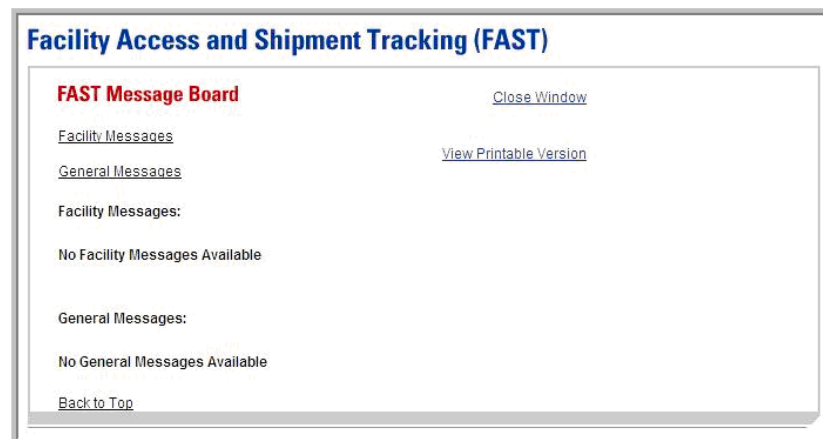 Facility Access and Shipment Tracking (FAST)
FAST Message Board
Close Window
Facility Messages
View Printable Version
General Messages
Facility Messages:
No Facility Messages Available
General Messages:
No General Messages Available
Back to Top